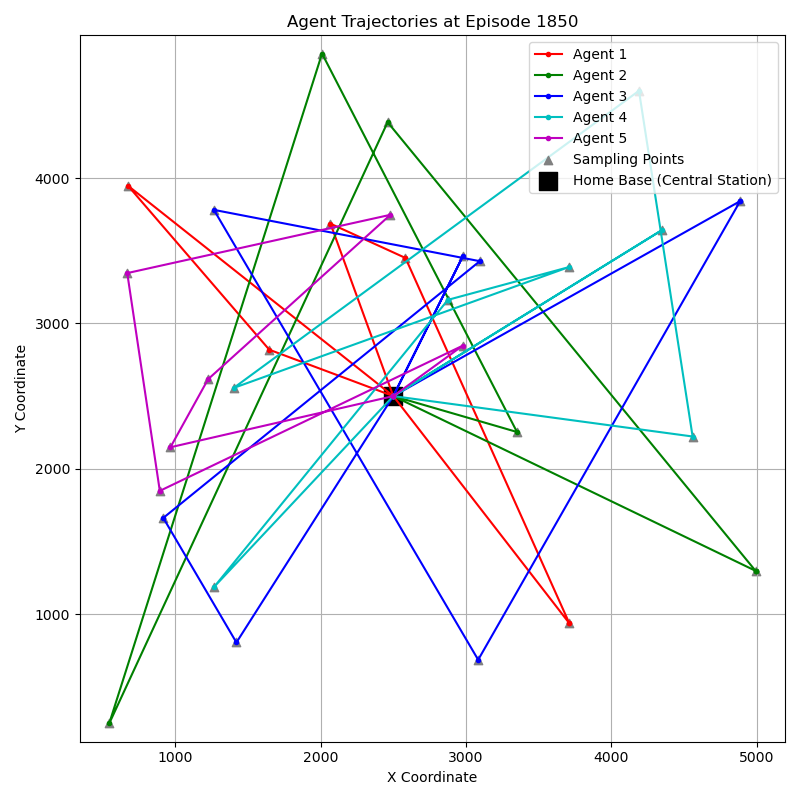 Agent Trajectories at Episode 1850
Agent 1
Agent 2
Agent 3
Agent 4
Agent 5
Sampling Points
Home Base (Central Station)
Y Coordinate
4000
3000
2000
1000
1000
2000
3000
4000
5000
X Coordinate